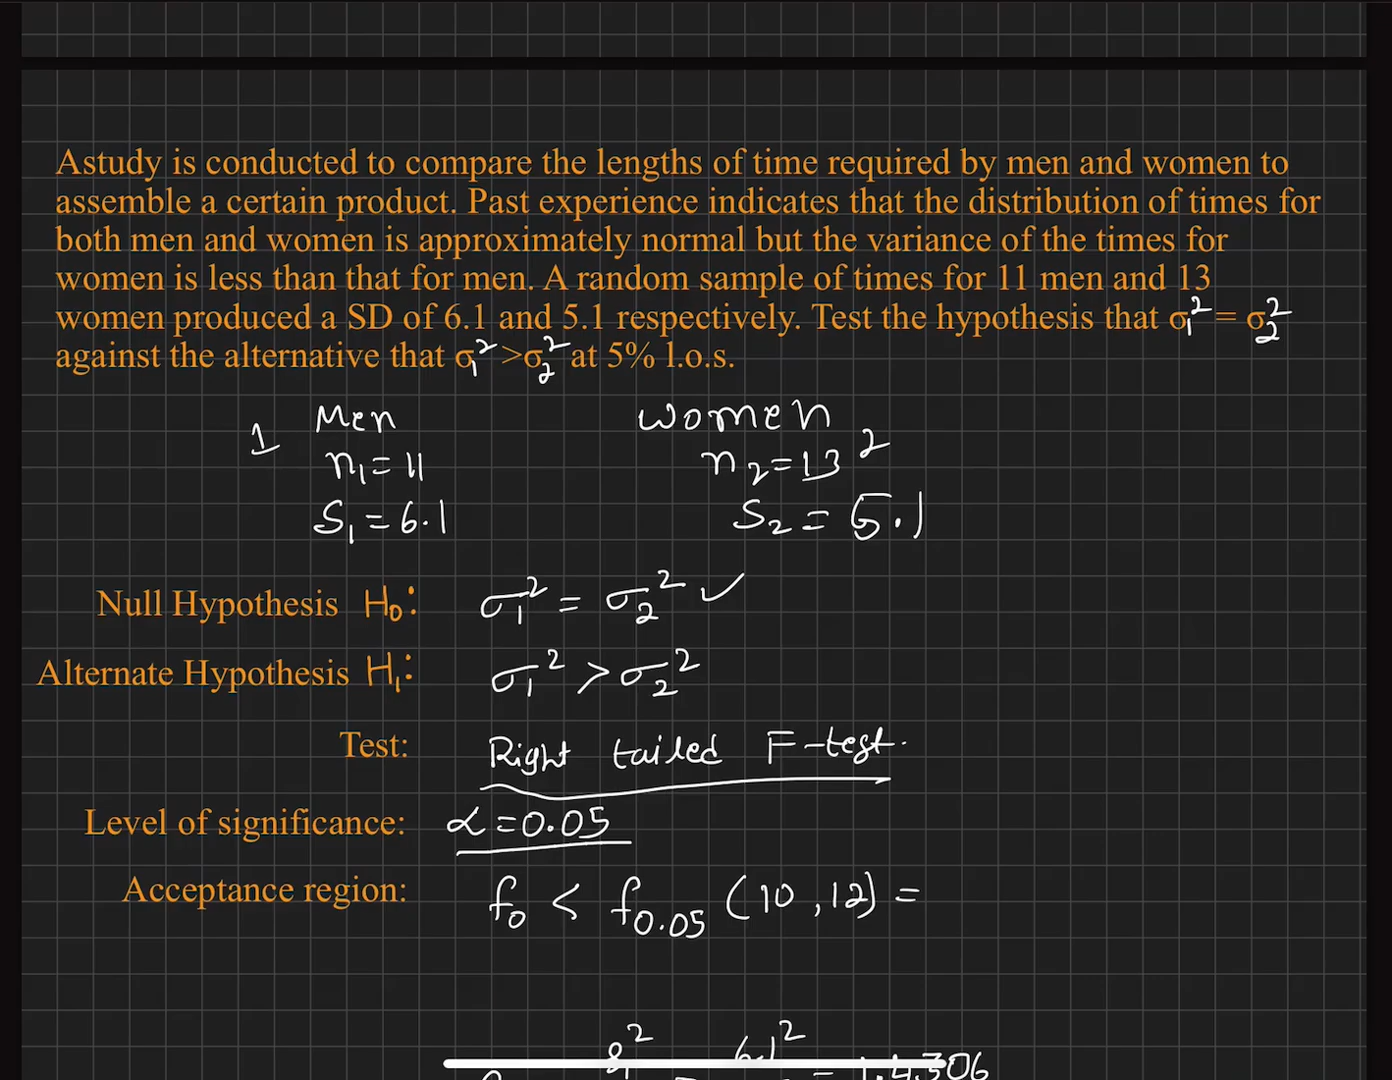 Astudy is conducted to compare the lengths of time required by men and women to
assemble a certain product. Past experience indicates that the distribution of times for
both men and women is approximately normal but the variance of the times for
women is less than that for men. A random sample of times for 11 men and 13
women produced a SD of 6.1 and 5.1 respectively. Test the hypothesis that σ₁² = σ₂²
against the alternative that σ₁² > σ₂² at 5% l.o.s.
1 Men women 2
n₁ = 11 n₂ = 13
S₁ = 6.1 S₂ = 5.1
Null Hypothesis H₀: σ₁² = σ₂² ✓
Alternate Hypothesis H₁: σ₁² > σ₂²
Test: Right tailed F-test.
Level of significance: α = 0.05
Acceptance region: f₀ < f₀.₀₅ (10, 12) =